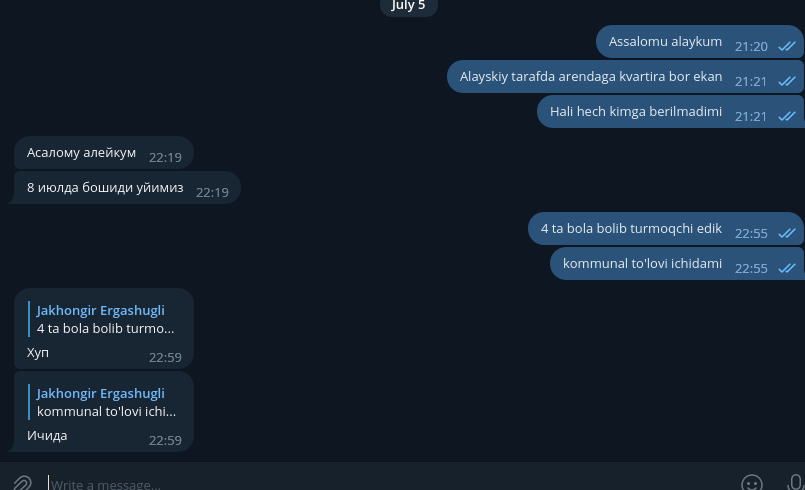 July 5
Assalomu alaykum 21:20
Alayskiy tarafda arendaga kvartira bor ekan 21:21
Hali hech kimga berilmadimi 21:21
Асалому алейкум 22:19
8 июлда бошиди уйимиз 22:19
4 ta bola bolib turmoqchi edik 22:55
kommunal to'lovi ichidami 22:55
Jakhongir Ergashugli
4 ta bola bolib turmo...
Хуп 22:59
Jakhongir Ergashugli
kommunal to'lovi ichi...
Ичида 22:59
Write a message...